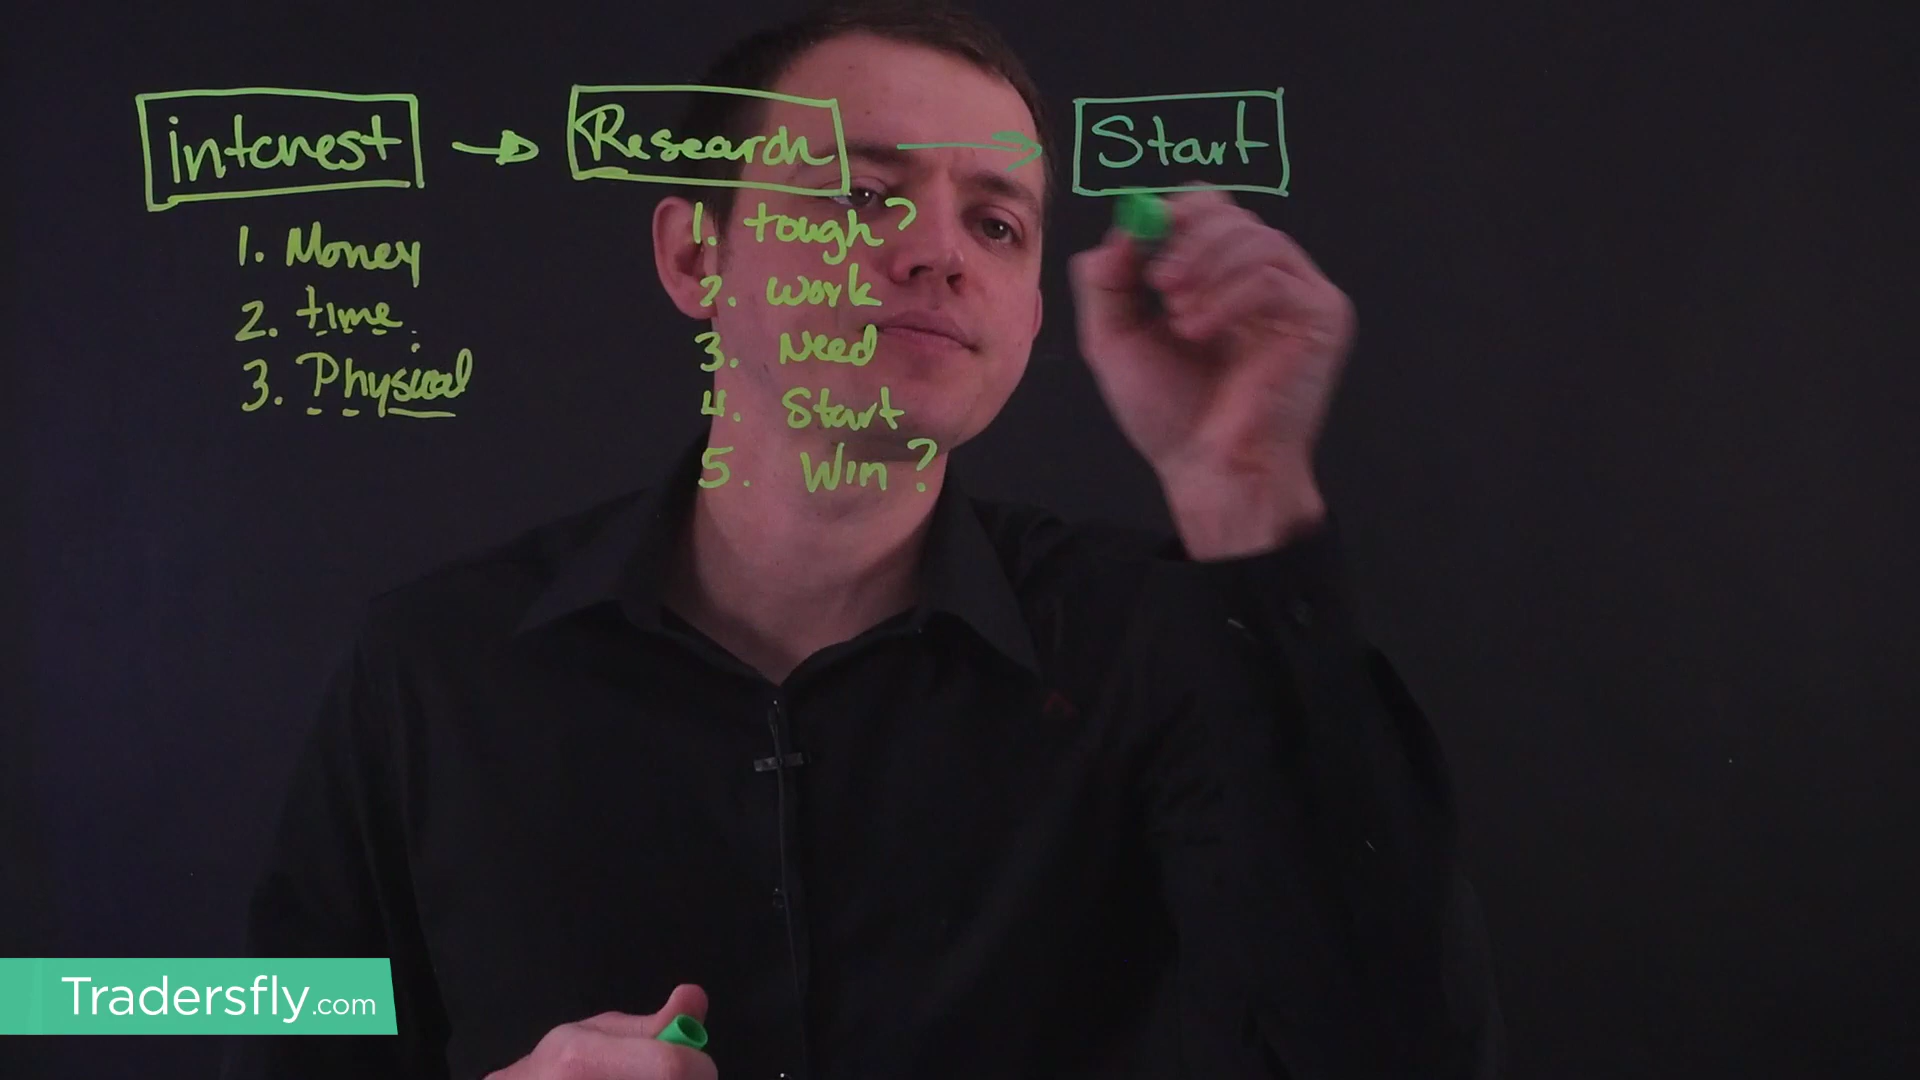 interest → Research → Start
1. Money
2. time
3. Physical
1. tough?
2. work
3. Need
4. Start
5. Win?
Tradersfly.com